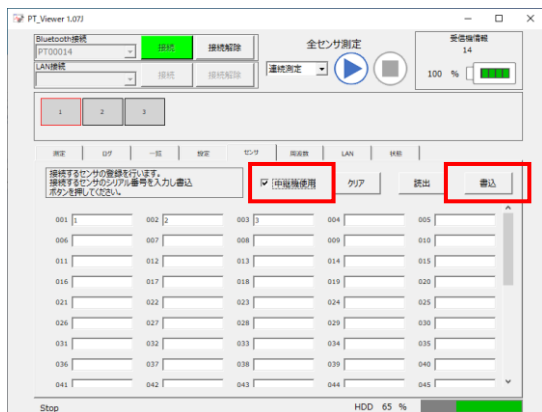 PT_Viewer 1.07J
Bluetooth接続
PT00014
接続
接続解除
LAN接続
接続
接続解除
全センサ測定
連続測定
受信機情報
14
100 %
1 2 3
測定 ログ 一括 設定 センサ 周波数 LAN 状態
接続するセンサの登録を行います。
接続するセンサのシリアル番号を入力し書込
ボタンを押してください。
中継機使用
クリア
読出
書込
001 1 002 2 003 3 004 005
006 007 008 009 010
011 012 013 014 015
016 017 018 019 020
021 022 023 024 025
026 027 028 029 030
031 032 033 034 035
036 037 038 039 040
041 042 043 044 045
Stop
HDD 65 %